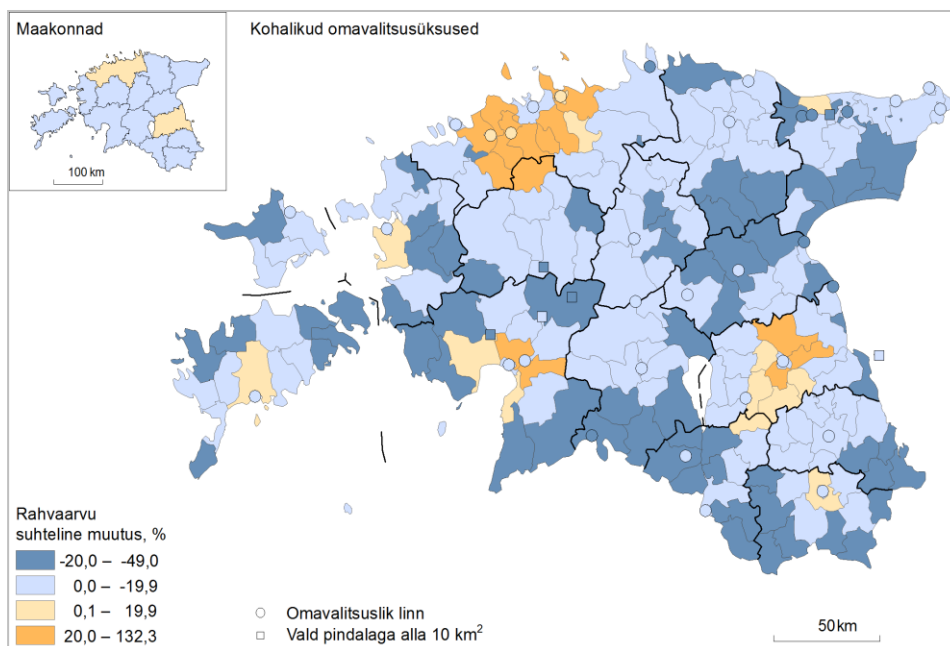 Maakonnad
Kohalikud omavalitsusüksused
100 km
Rahvaarvu
suhteline muutus, %
-20,0 – -49,0
0,0 – -19,9
0,1 – 19,9
20,0 – 132,3
Omavalitsuslik linn
Vald pindalaga alla 10 km²
50 km